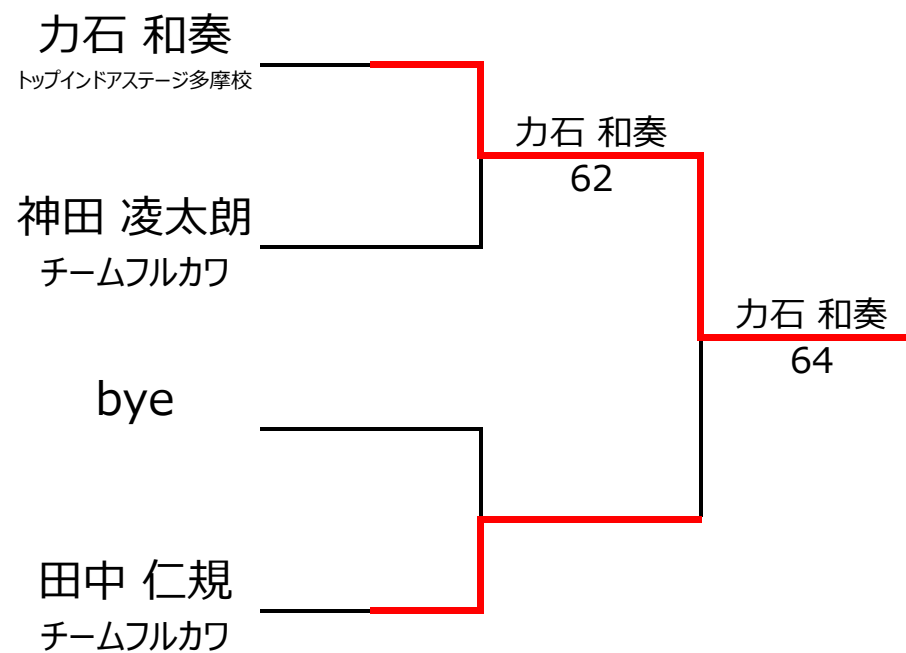 力石 和奏
トップインドアステージ多摩校
神田 凌太朗
チームフルカワ
bye
田中 仁規
チームフルカワ
力石 和奏
62
力石 和奏
64